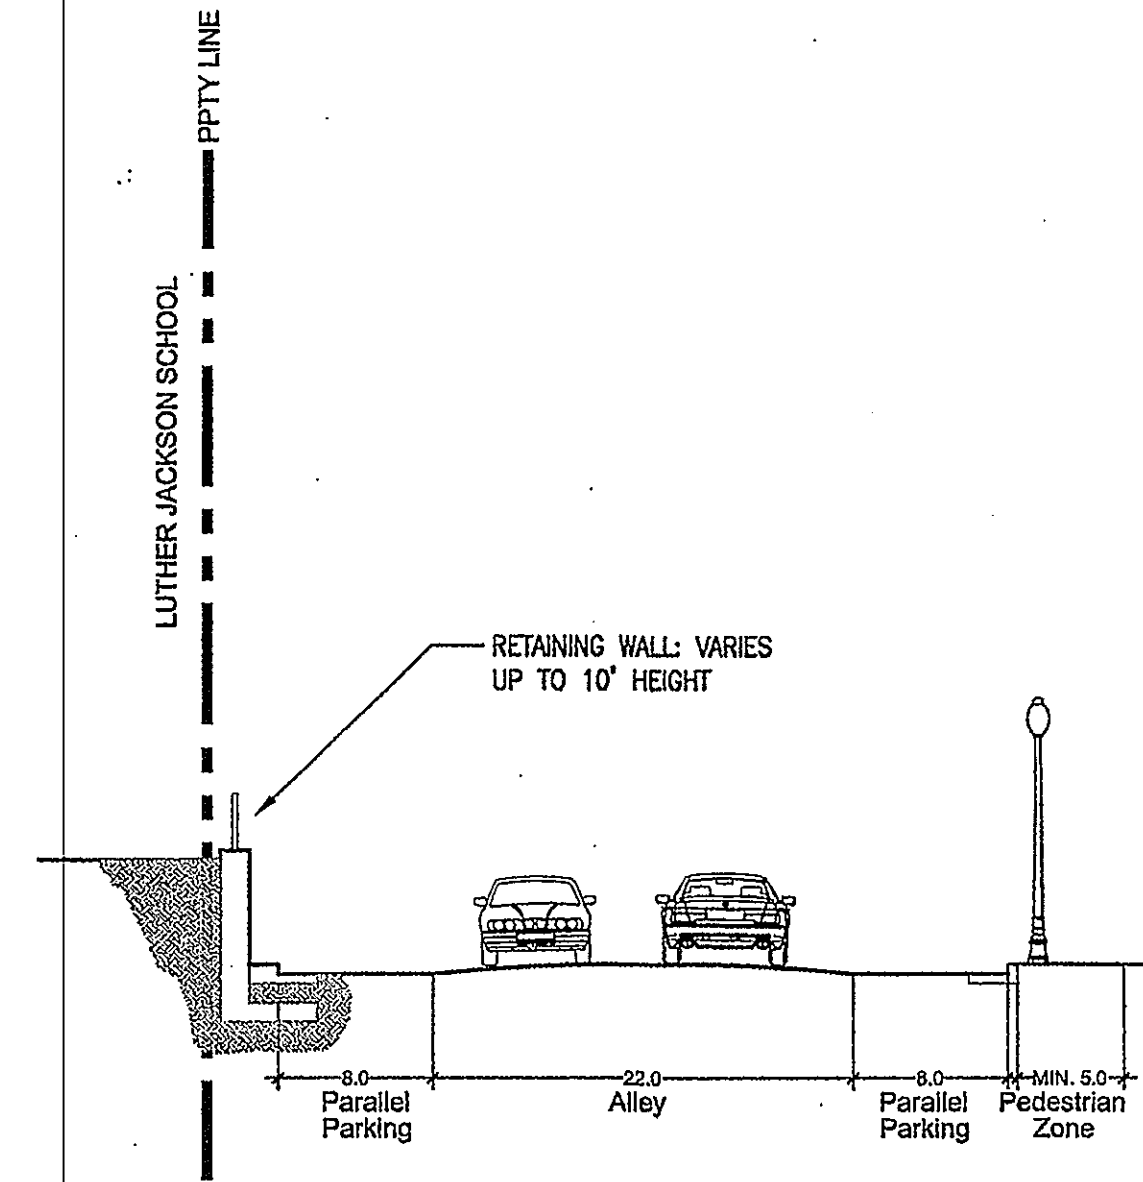 PPTY LINE
LUTHER JACKSON SCHOOL
RETAINING WALL: VARIES
UP TO 10' HEIGHT
8.0
Parallel
Parking
22.0
Alley
8.0
Parallel
Parking
MIN. 5.0
Pedestrian
Zone